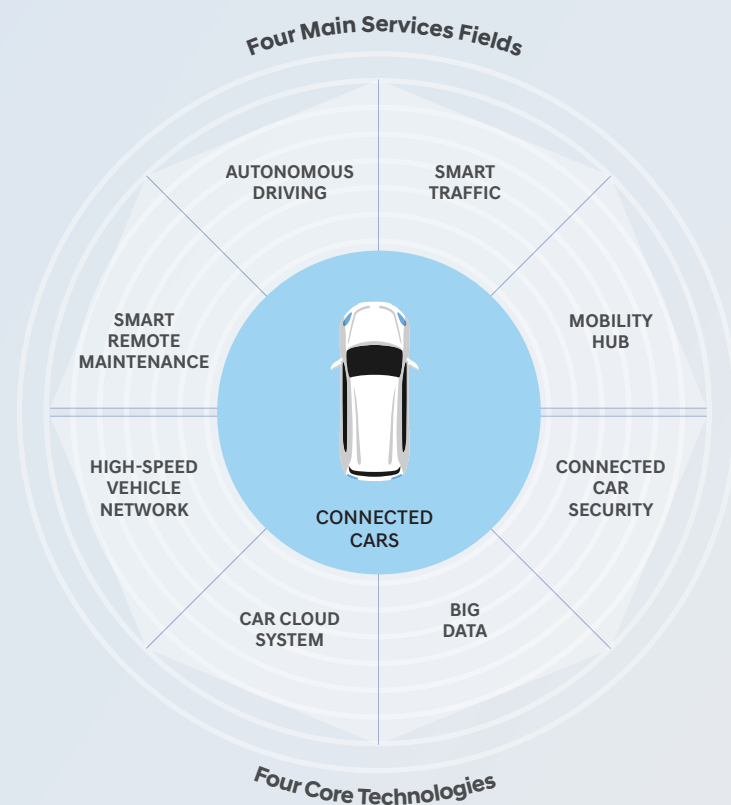 Four Main Services Fields
AUTONOMOUS
DRIVING
SMART
TRAFFIC
SMART
REMOTE
MAINTENANCE
MOBILITY
HUB
HIGH-SPEED
VEHICLE
NETWORK
CONNECTED
CAR
SECURITY
CONNECTED
CARS
CAR CLOUD
SYSTEM
BIG
DATA
Four Core Technologies